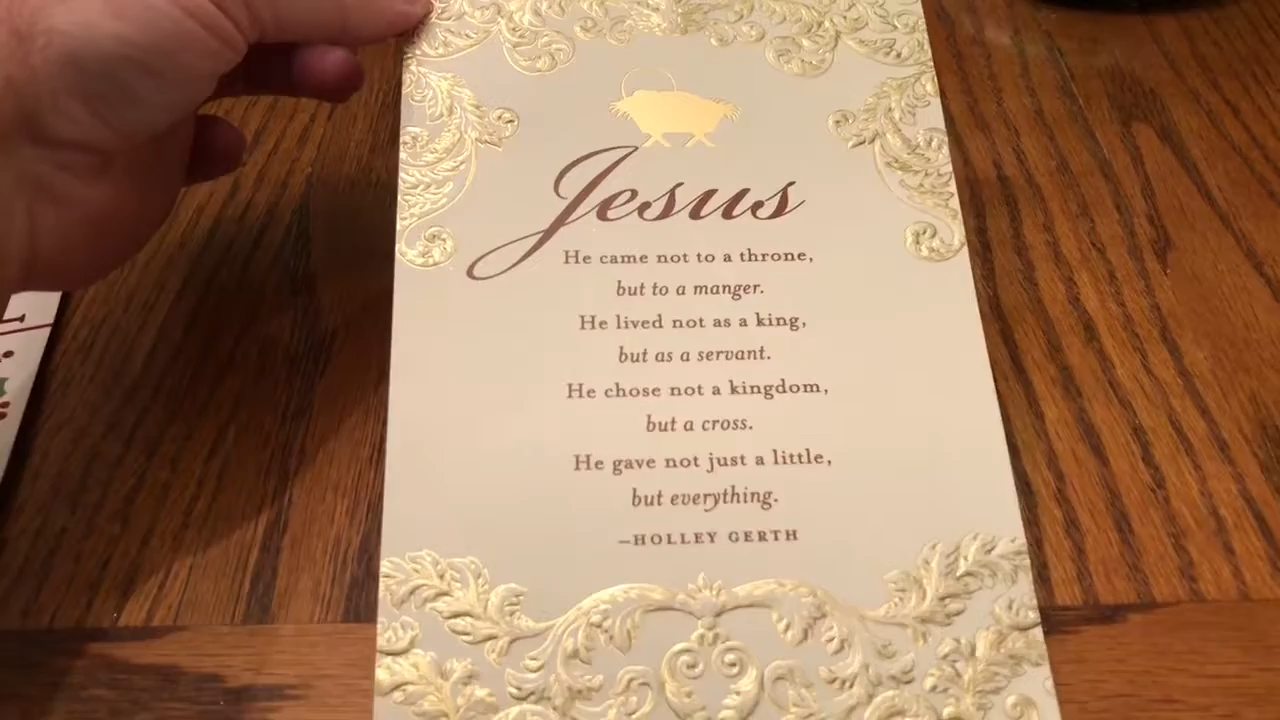 Jesus
He came not to a throne,
but to a manger.
He lived not as a king,
but as a servant.
He chose not a kingdom,
but a cross.
He gave not just a little,
but everything.
—HOLLEY GERTH